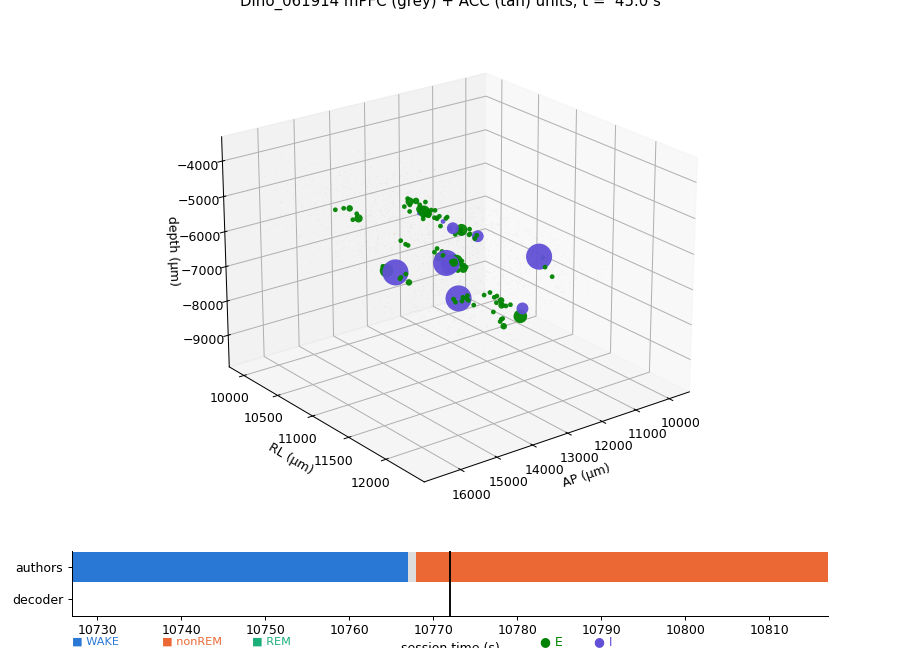 Dino_061914 mPFC (grey) + ACC (tan) units, t = 45.0 s
−4000
−5000
−6000
−7000
−8000
−9000
depth (μm)
10000
10500
11000
11500
12000
RL (μm)
10000
11000
12000
13000
14000
15000
16000
AP (μm)
authors
decoder
10730 10740 10750 10760 10770 10780 10790 10800 10810
session time (s)
WAKE nonREM REM E I